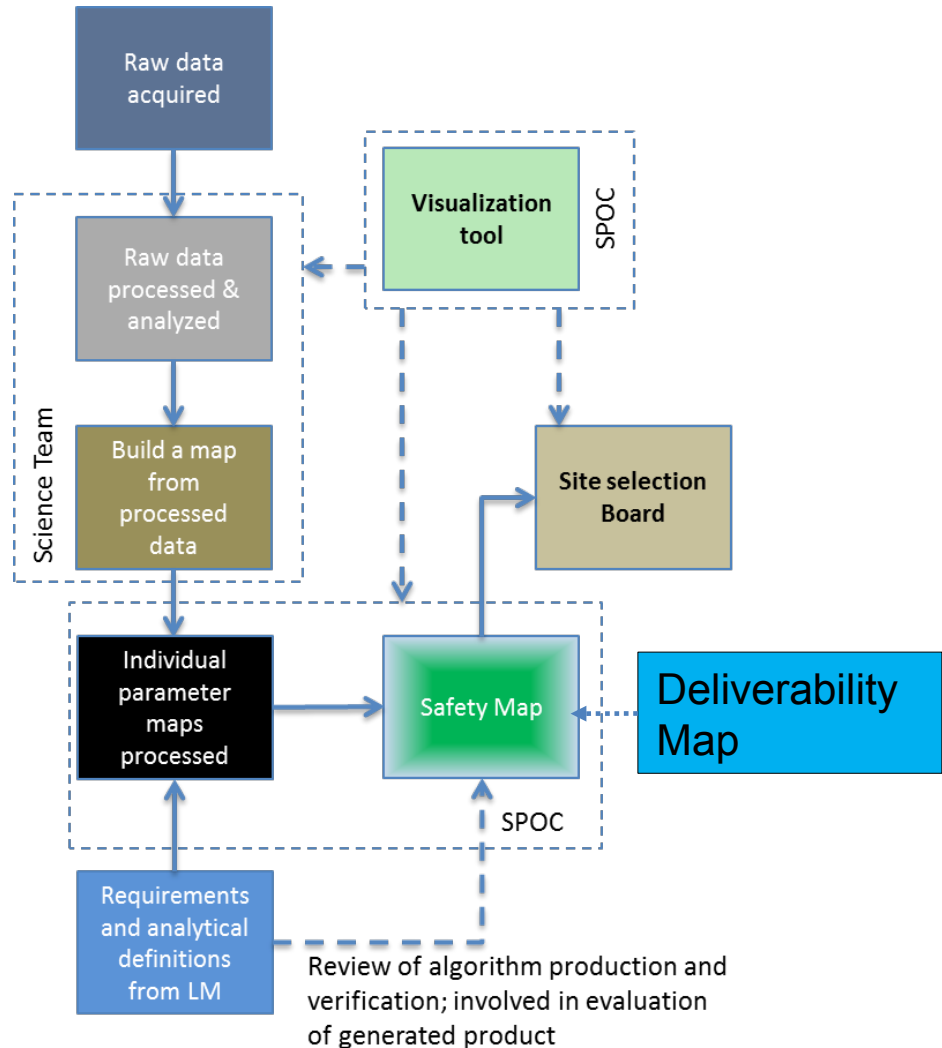 Raw data
acquired
Visualization
tool
SPOC
Raw data
processed &
analyzed
Science Team
Build a map
from
processed
data
Site selection
Board
Individual
parameter
maps
processed
Safety Map
Deliverability
Map
SPOC
Requirements
and analytical
definitions
from LM
Review of algorithm production and
verification; involved in evaluation
of generated product